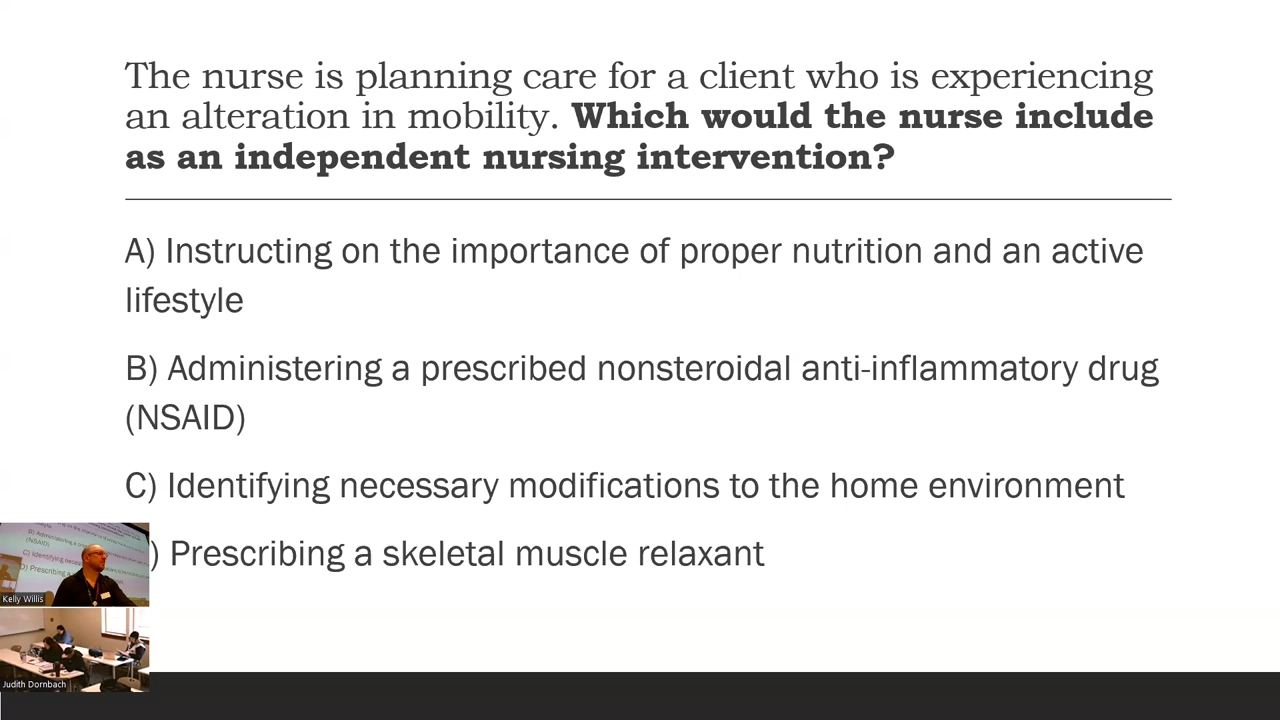 The nurse is planning care for a client who is experiencing
an alteration in mobility. Which would the nurse include
as an independent nursing intervention?
A) Instructing on the importance of proper nutrition and an active
lifestyle
B) Administering a prescribed nonsteroidal anti-inflammatory drug
(NSAID)
C) Identifying necessary modifications to the home environment
) Prescribing a skeletal muscle relaxant
(NSAID)
Kelly Willis
Judith Dornbach